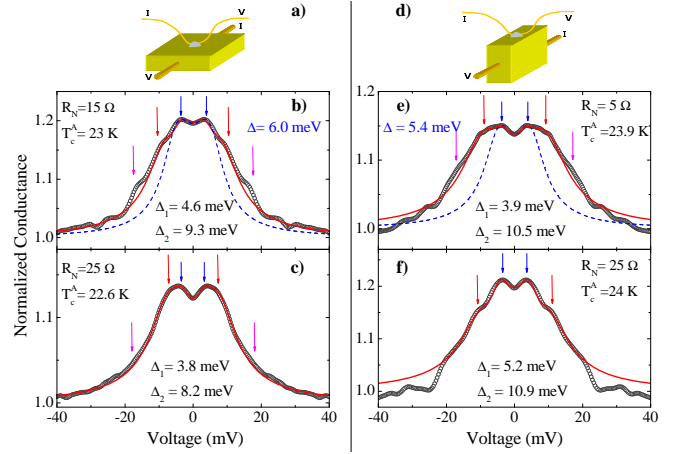 a)
I
I
V
V
d)
I
I
V
V
Normalized Conductance
b)
R_N=15 Ω
T_c^A=23 K
Δ= 6.0 meV
Δ_1= 4.6 meV
Δ_2= 9.3 meV
1.2
1.1
1.0
c)
R_N=25 Ω
T_c^A=22.6 K
Δ_1= 3.8 meV
Δ_2= 8.2 meV
1.1
1.0
-40 -20 0 20 40
Voltage (mV)
e)
R_N=5 Ω
T_c^A=23.9 K
Δ= 5.4 meV
Δ_1= 3.9 meV
Δ_2= 10.5 meV
1.2
1.1
1.0
f)
R_N=25 Ω
T_c^A=24 K
Δ_1= 5.2 meV
Δ_2= 10.9 meV
1.2
1.1
1.0
-40 -20 0 20 40
Voltage (mV)